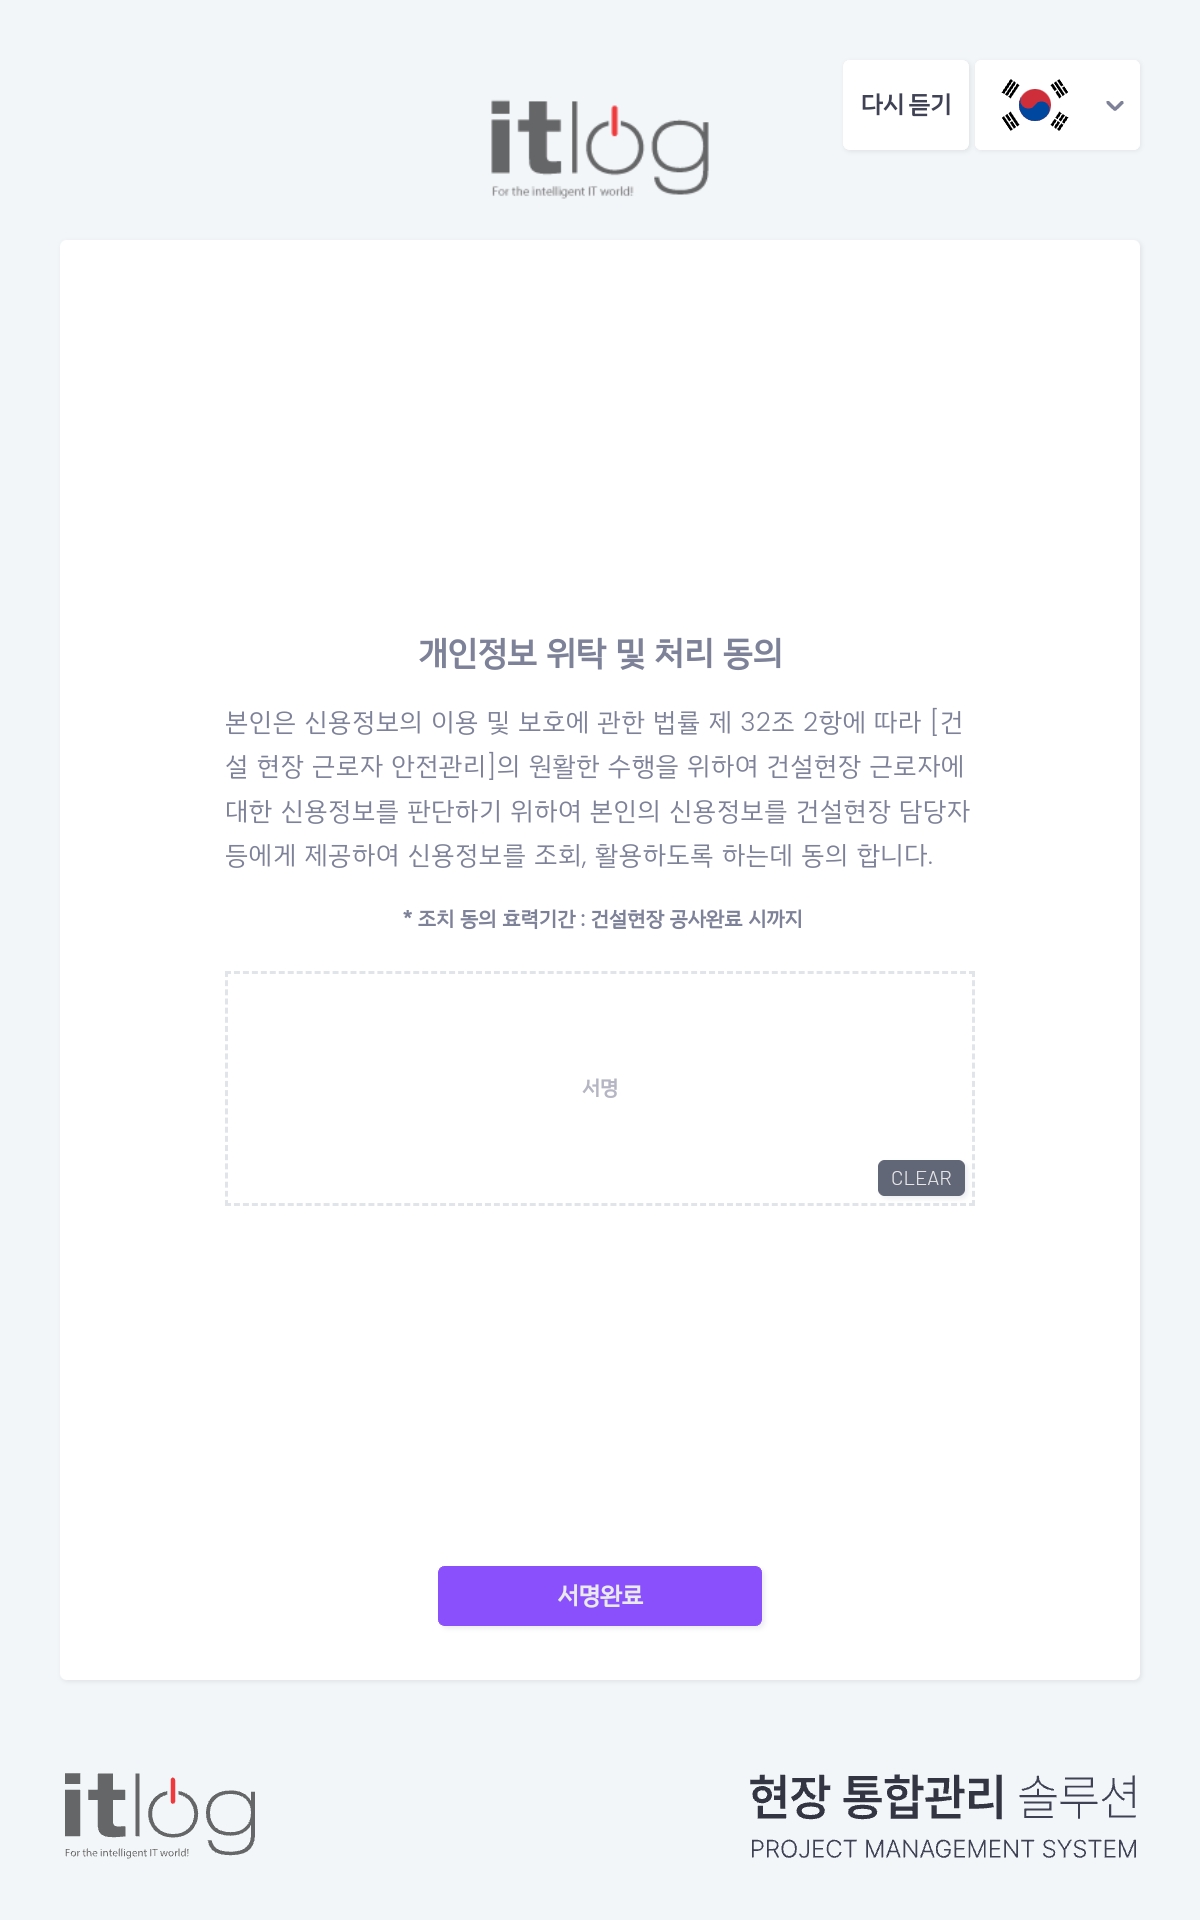 다시 듣기
itlog
For the intelligent IT world!
개인정보 위탁 및 처리 동의
본인은 신용정보의 이용 및 보호에 관한 법률 제 32조 2항에 따라 [건
설 현장 근로자 안전관리]의 원활한 수행을 위하여 건설현장 근로자에
대한 신용정보를 판단하기 위하여 본인의 신용정보를 건설현장 담당자
등에게 제공하여 신용정보를 조회, 활용하도록 하는데 동의 합니다.
* 조치 동의 효력기간 : 건설현장 공사완료 시까지
서명
CLEAR
서명완료
itlog
For the intelligent IT world!
현장 통합관리 솔루션
PROJECT MANAGEMENT SYSTEM